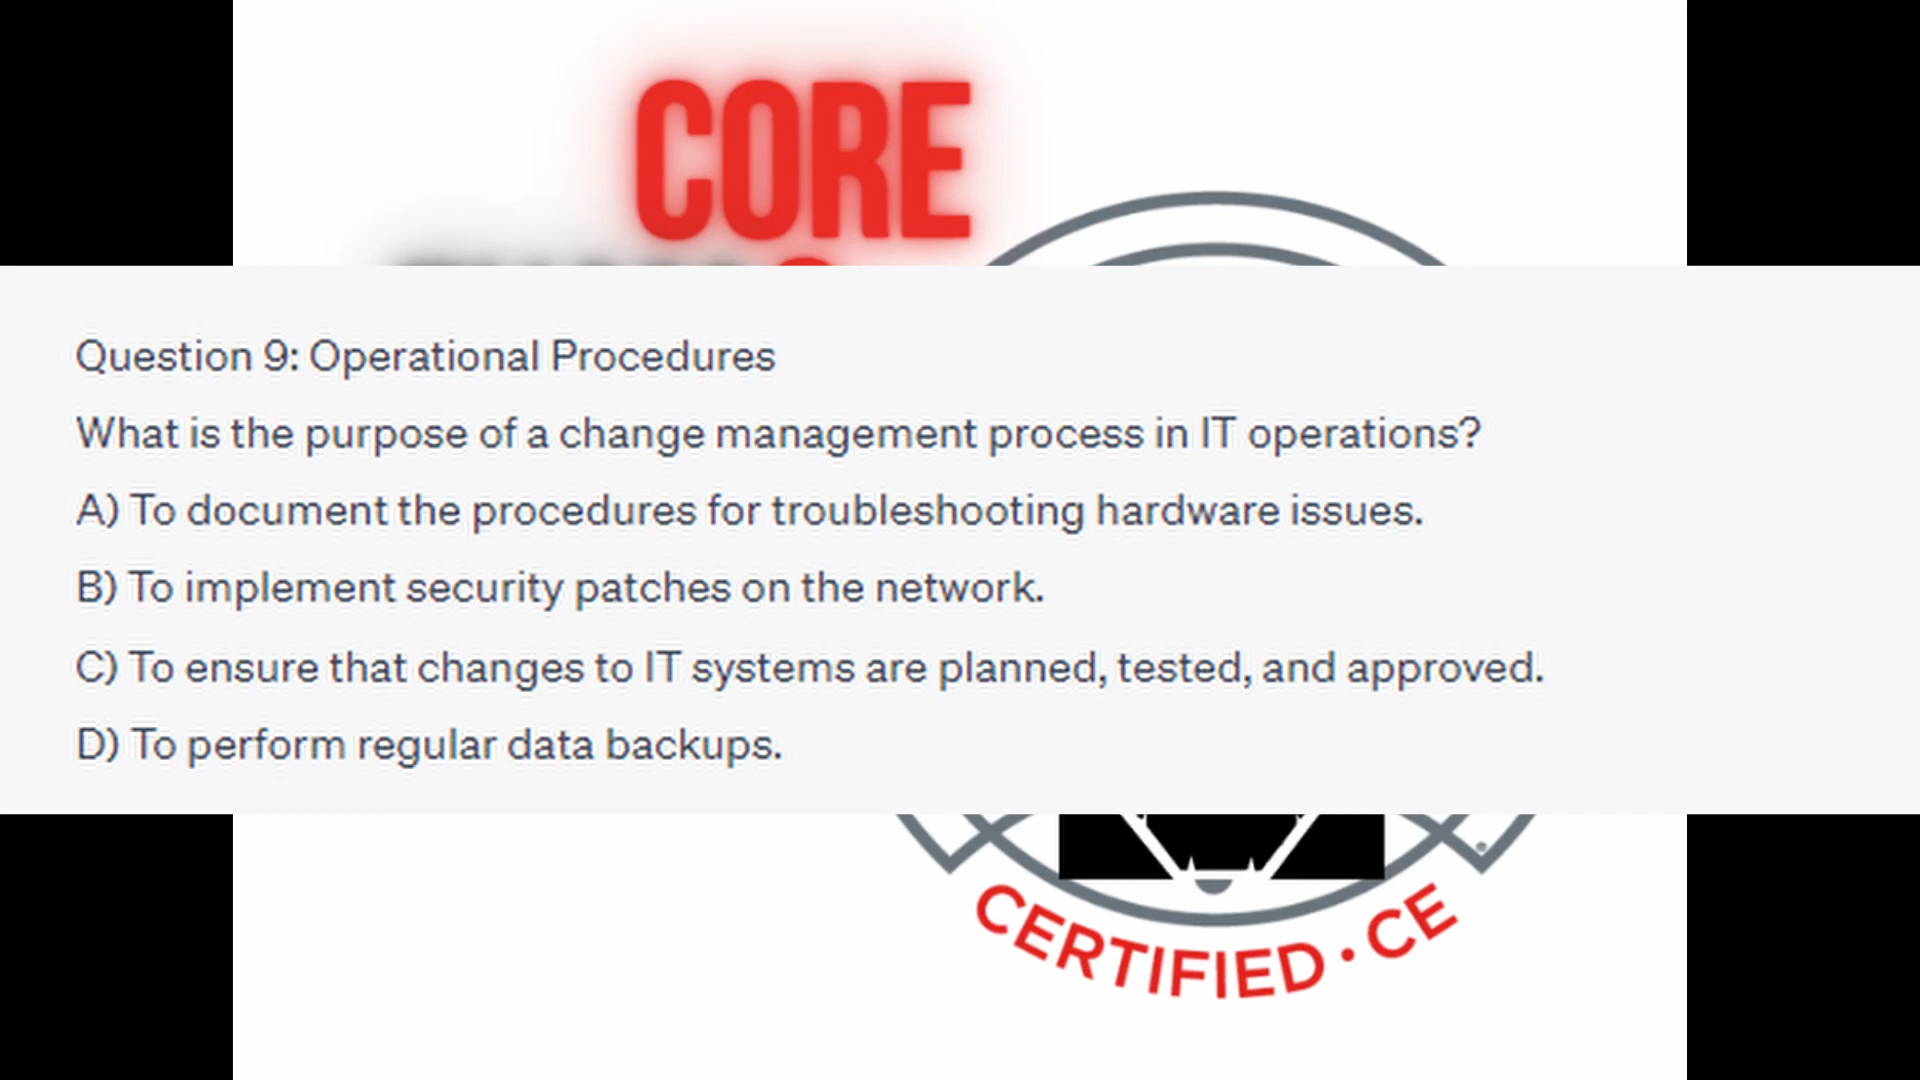 CORE
Question 9: Operational Procedures
What is the purpose of a change management process in IT operations?
A) To document the procedures for troubleshooting hardware issues.
B) To implement security patches on the network.
C) To ensure that changes to IT systems are planned, tested, and approved.
D) To perform regular data backups.
CERTIFIED • CE